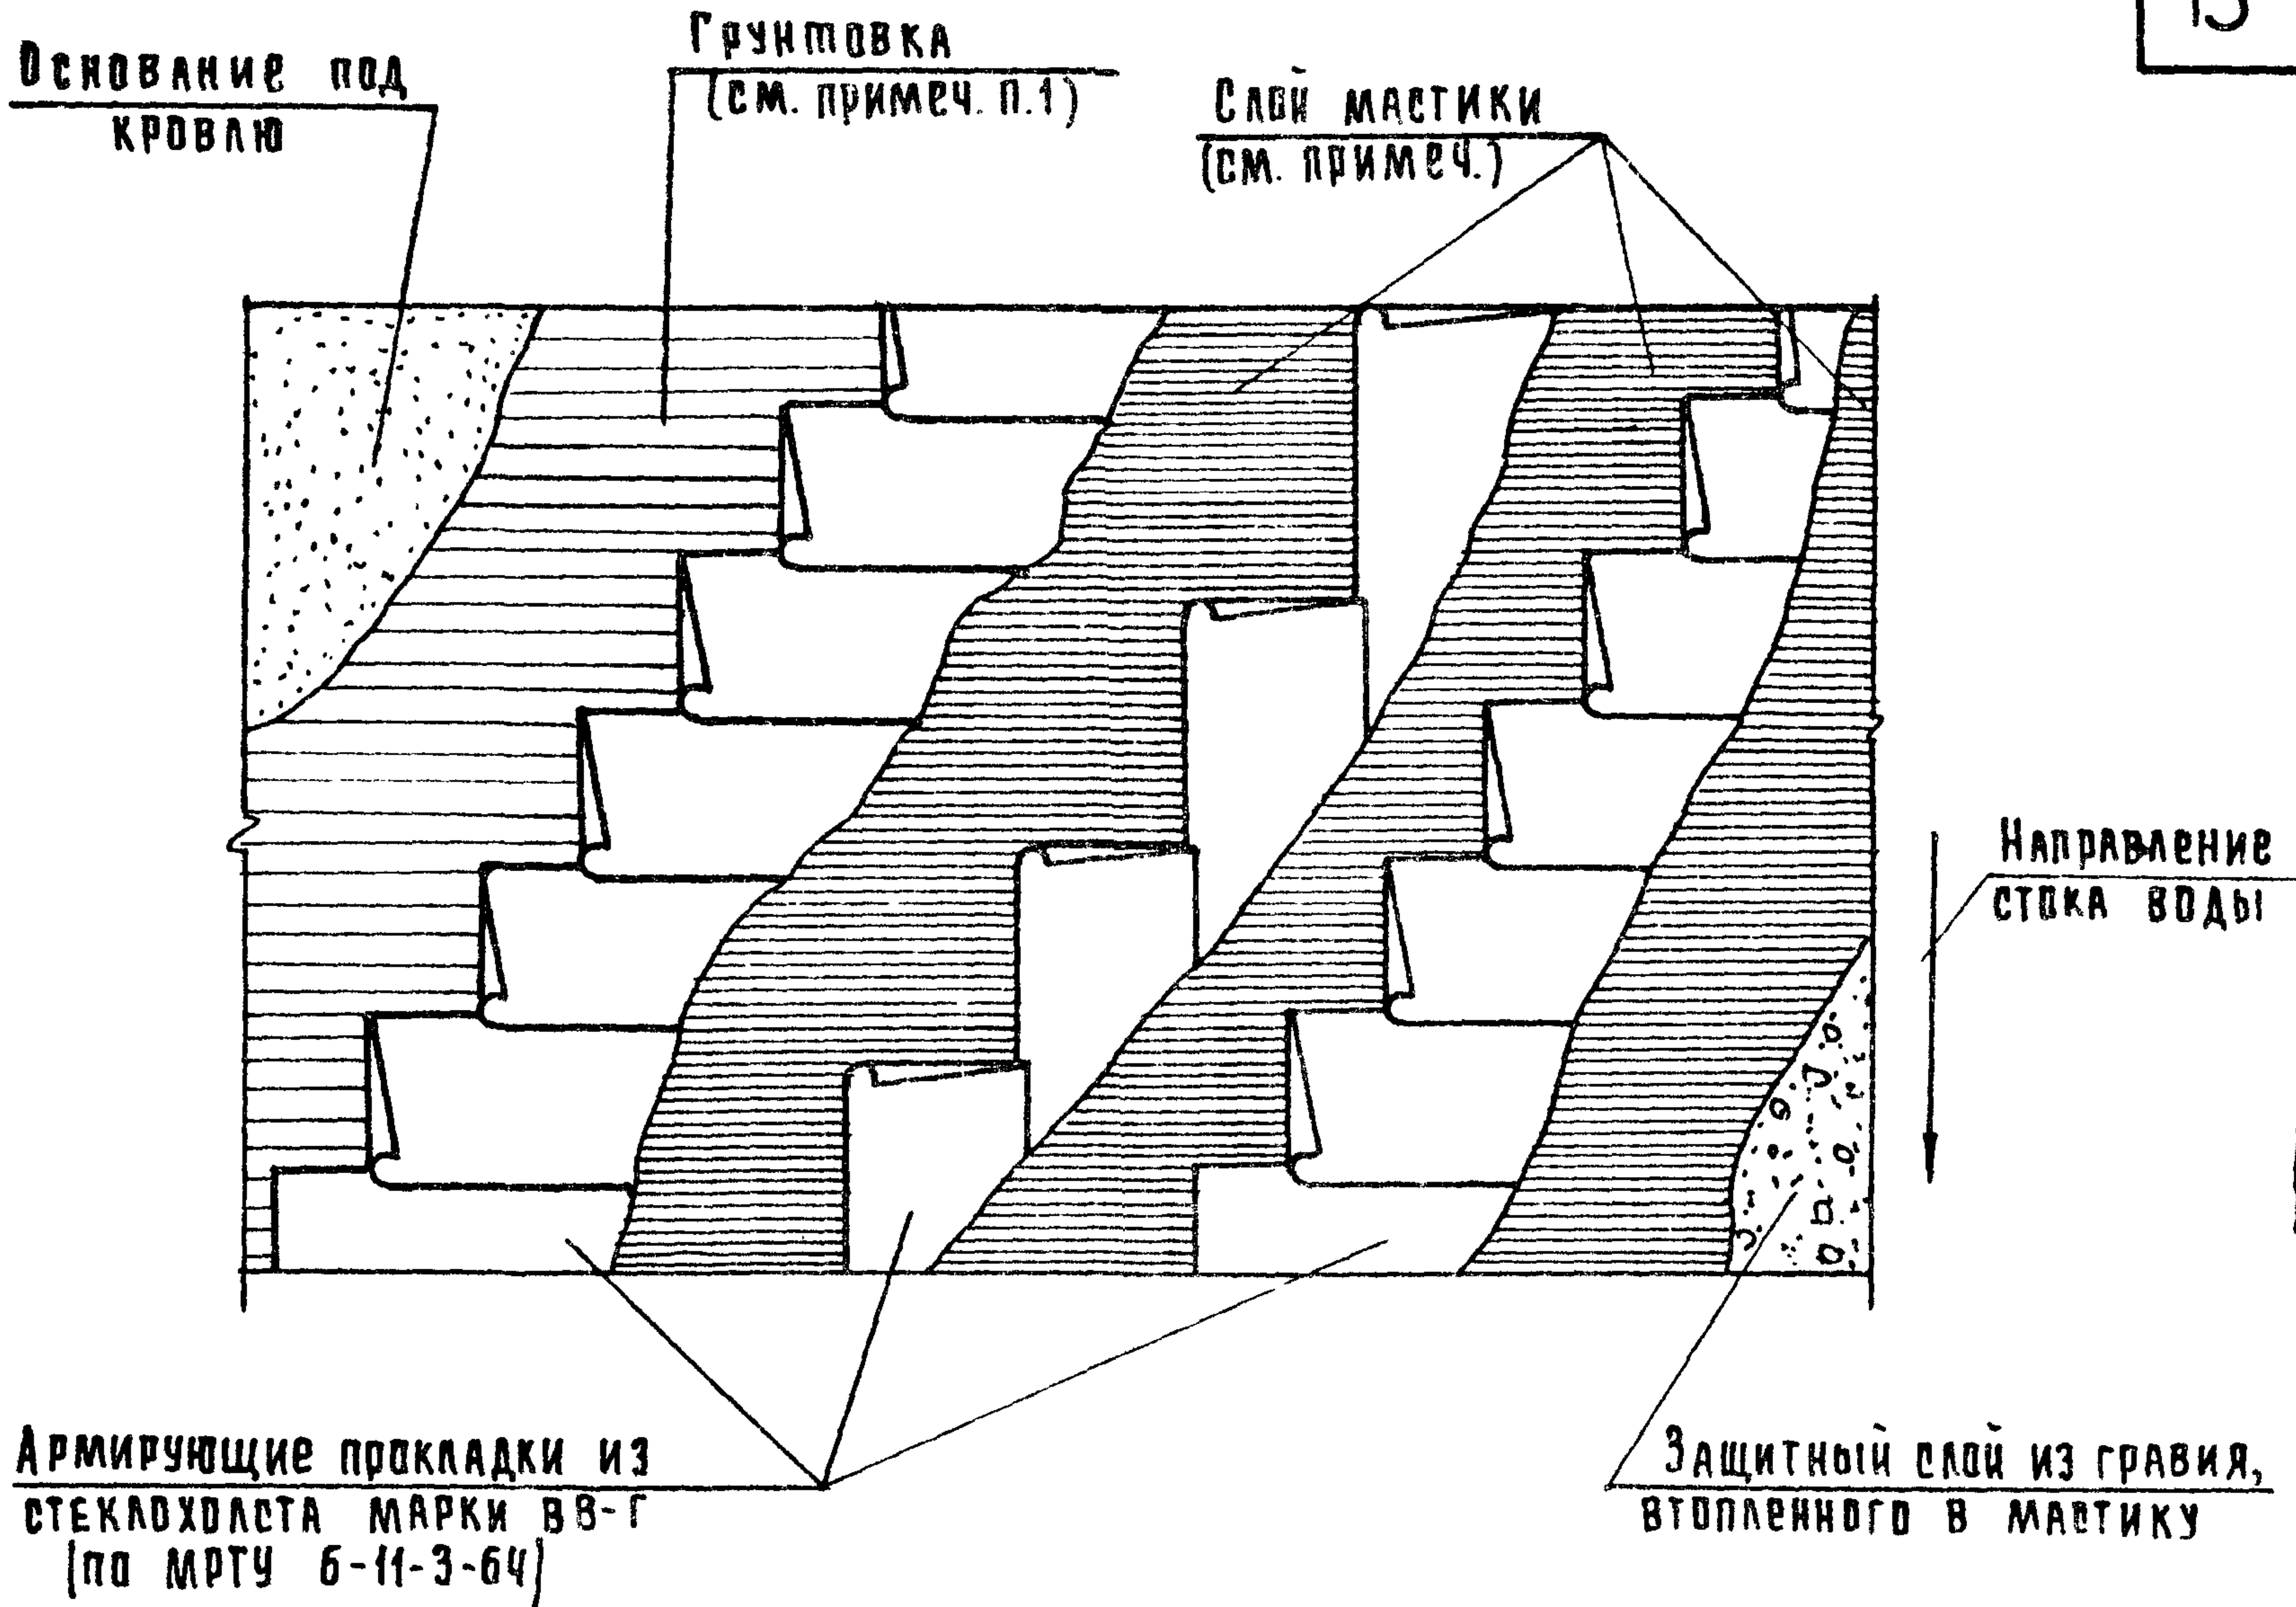 15
Основание под
кровлю
Грунтовка
(см. примеч. п.1)
Слой мастики
(см. примеч.)
Направление
стока воды
Армирующие прокладки из
стеклохолста марки ВВ-Г
(по МРТУ 6-11-3-64)
Защитный слой из гравия,
втопленного в мастику